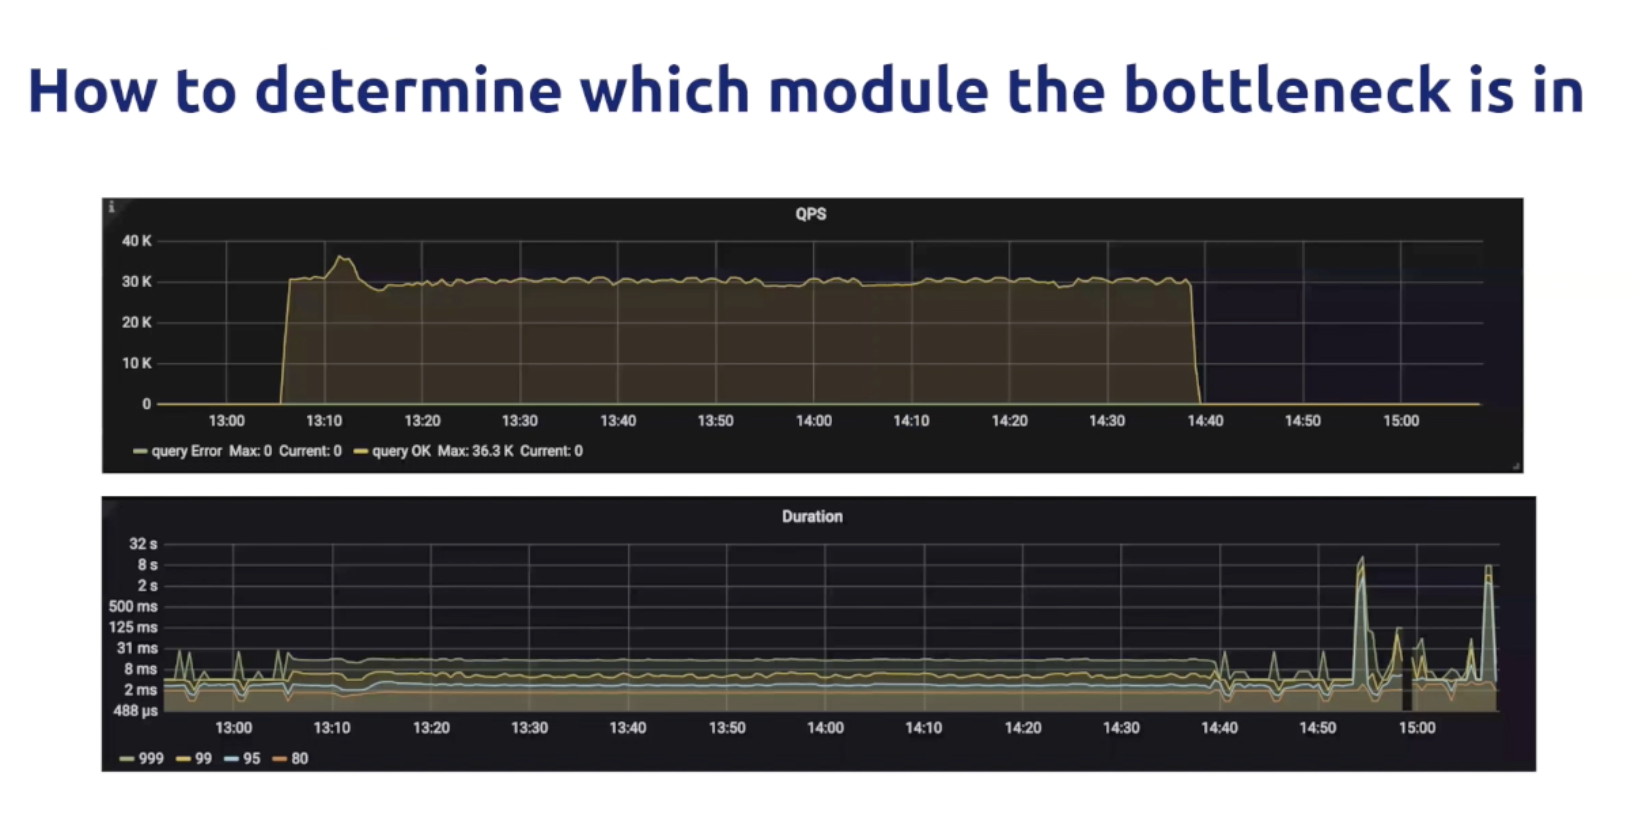 How to determine which module the bottleneck is in
QPS
40 K
30 K
20 K
10 K
0
13:00 13:10 13:20 13:30 13:40 13:50 14:00 14:10 14:20 14:30 14:40 14:50 15:00
query Error Max: 0 Current: 0 query OK Max: 36.3 K Current: 0
Duration
32 s
8 s
2 s
500 ms
125 ms
31 ms
8 ms
2 ms
488 µs
13:00 13:10 13:20 13:30 13:40 13:50 14:00 14:10 14:20 14:30 14:40 14:50 15:00
999 99 95 80